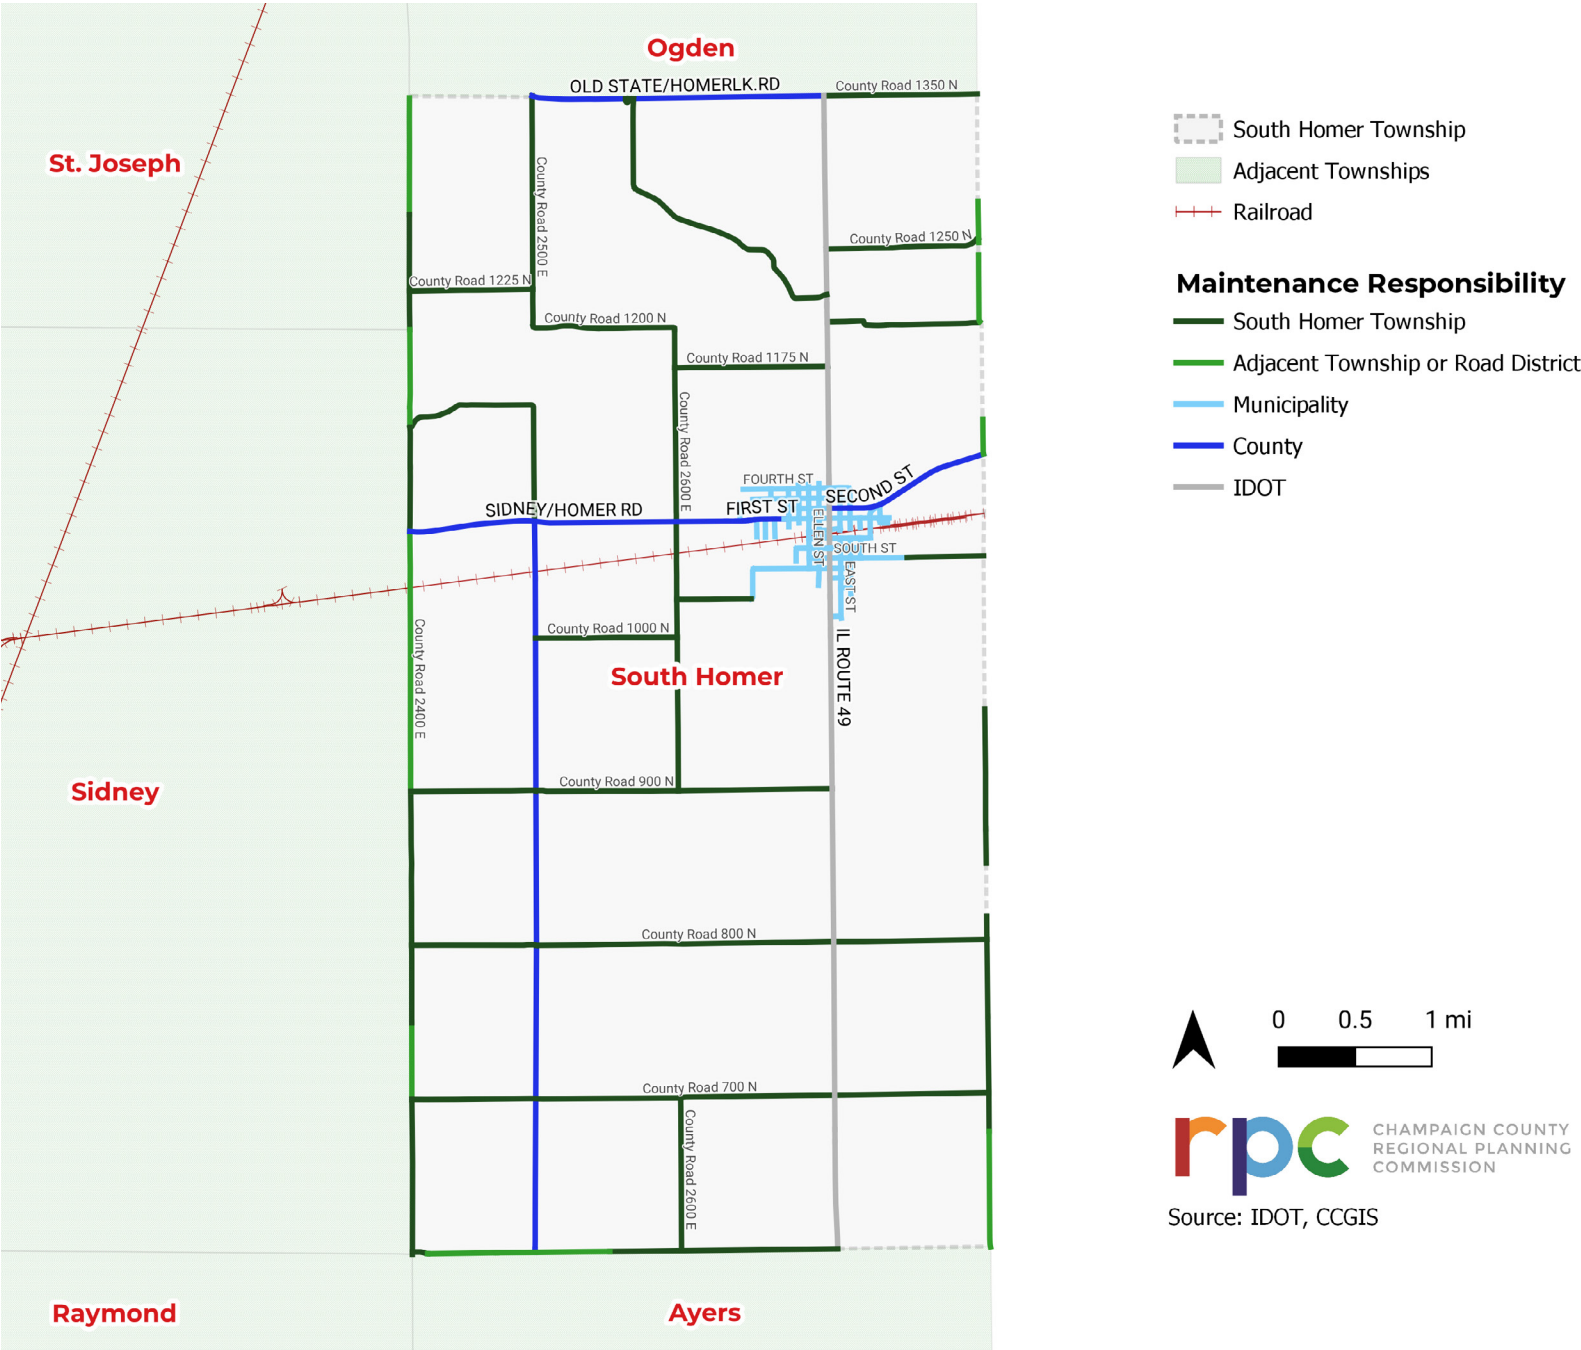 Ogden
OLD STATE/HOMERLK.RD
County Road 1350 N
St. Joseph
County Road 2500 E
County Road 1250 N
County Road 1225 N
County Road 1200 N
County Road 1175 N
County Road 2600 E
FOURTH ST
SECOND ST
SIDNEY/HOMER RD
FIRST ST
ELLEN ST
SOUTH ST
EAST ST
County Road 2400 E
County Road 1000 N
South Homer
IL ROUTE 49
County Road 900 N
Sidney
County Road 800 N
County Road 700 N
County Road 2600 E
Raymond
Ayers
South Homer Township
Adjacent Townships
Railroad
Maintenance Responsibility
South Homer Township
Adjacent Township or Road District
Municipality
County
IDOT
0 0.5 1 mi
rpc
CHAMPAIGN COUNTY
REGIONAL PLANNING
COMMISSION
Source: IDOT, CCGIS